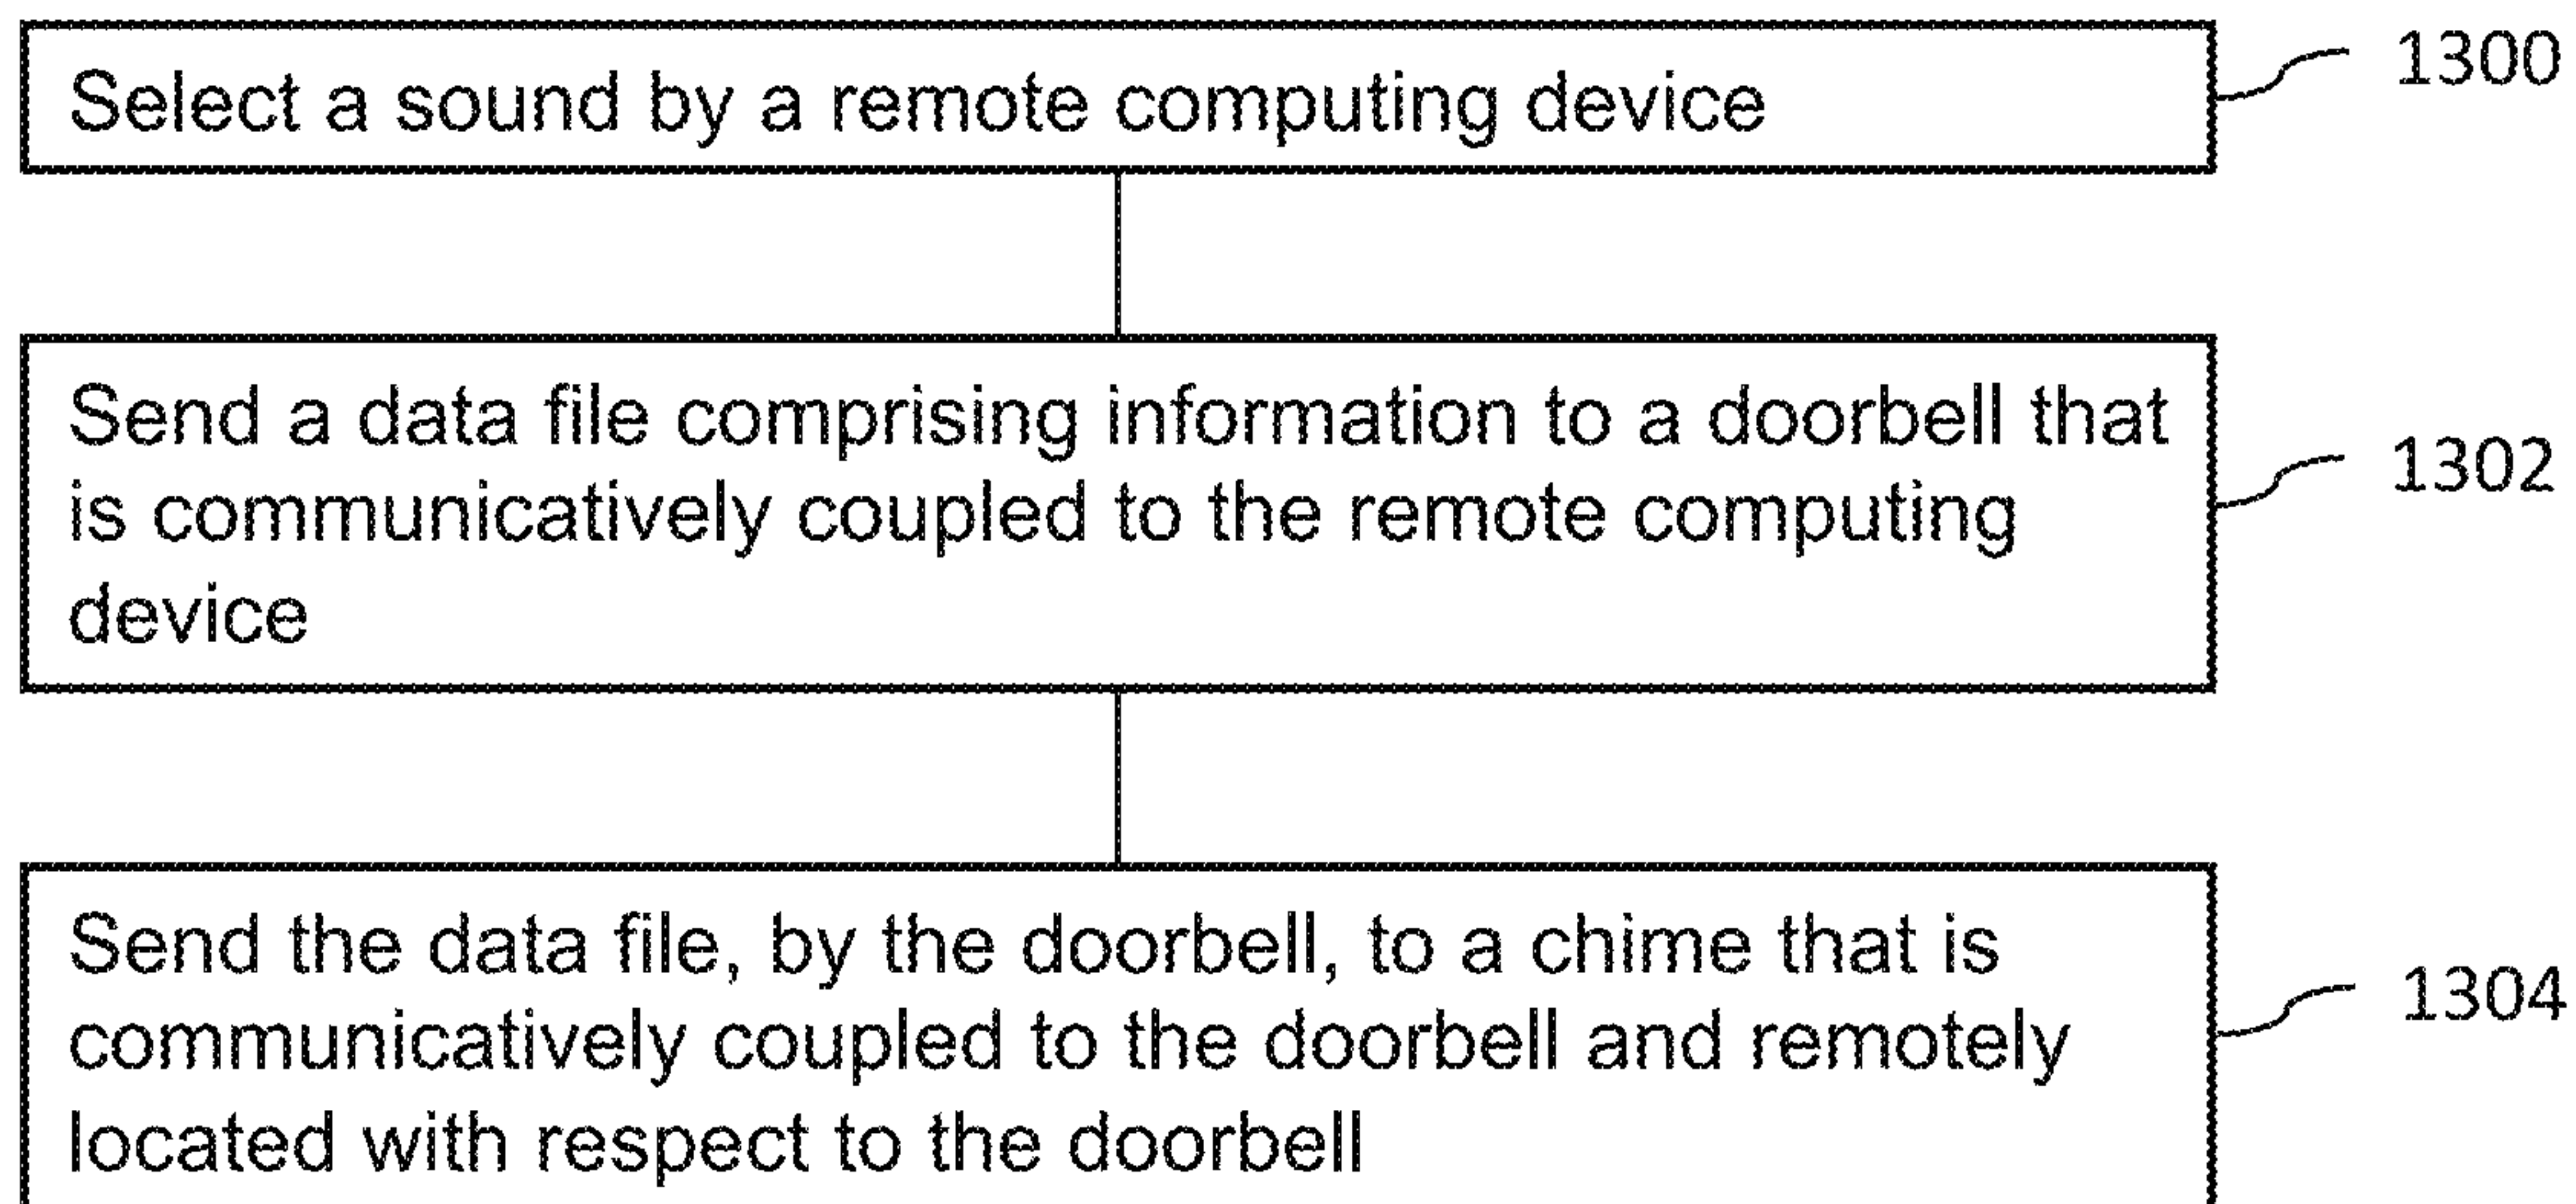 Select a sound by a remote computing device
1300
Send a data file comprising information to a doorbell that
is communicatively coupled to the remote computing
device
1302
Send the data file, by the doorbell, to a chime that is
communicatively coupled to the doorbell and remotely
located with respect to the doorbell
1304